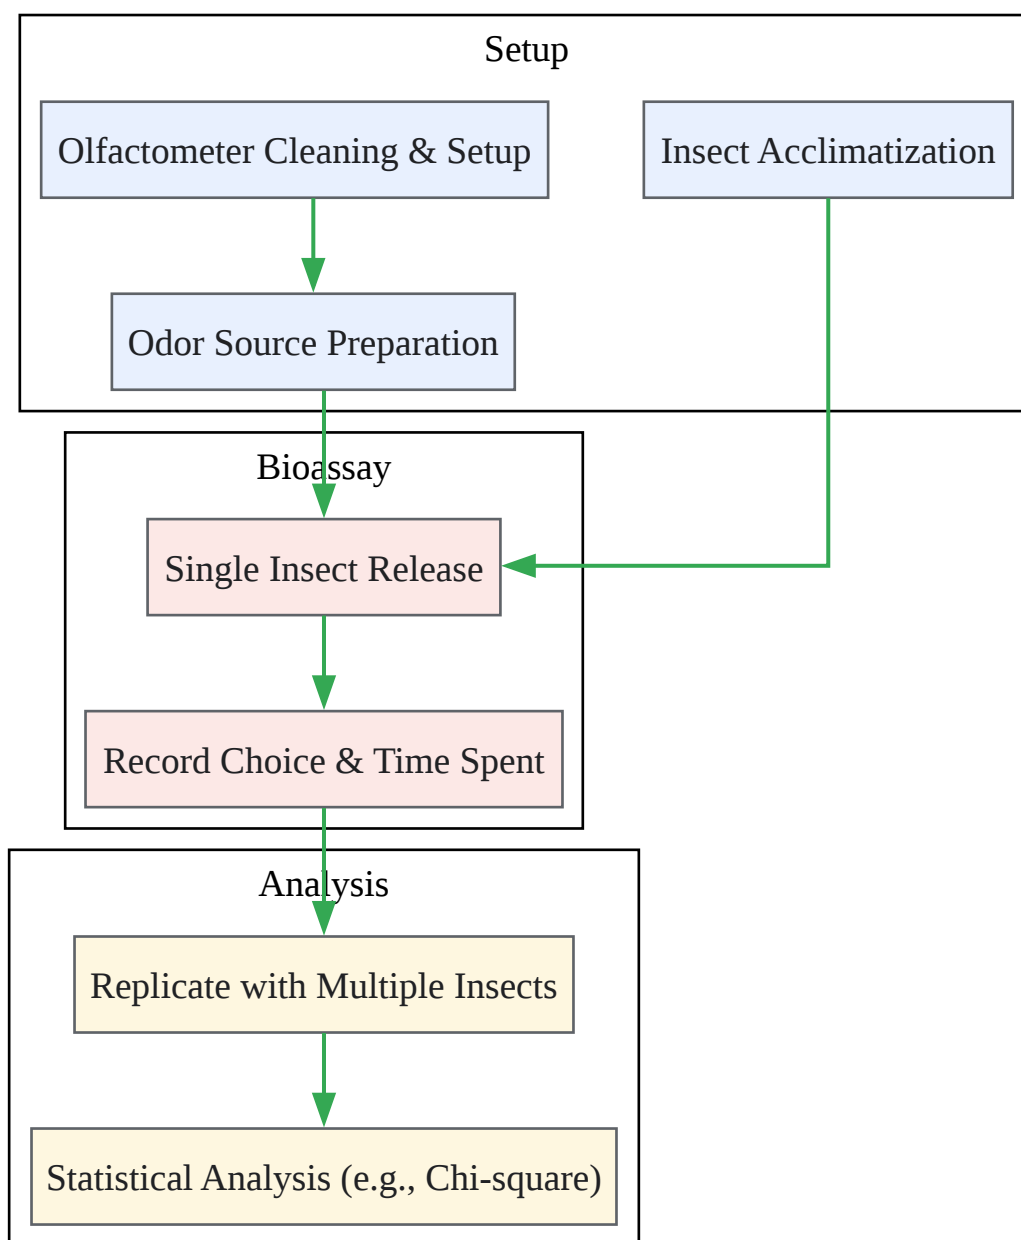 Setup
Olfactometer Cleaning & Setup
Insect Acclimatization
Odor Source Preparation
Bioassay
Single Insect Release
Record Choice & Time Spent
Analysis
Replicate with Multiple Insects
Statistical Analysis (e.g., Chi-square)